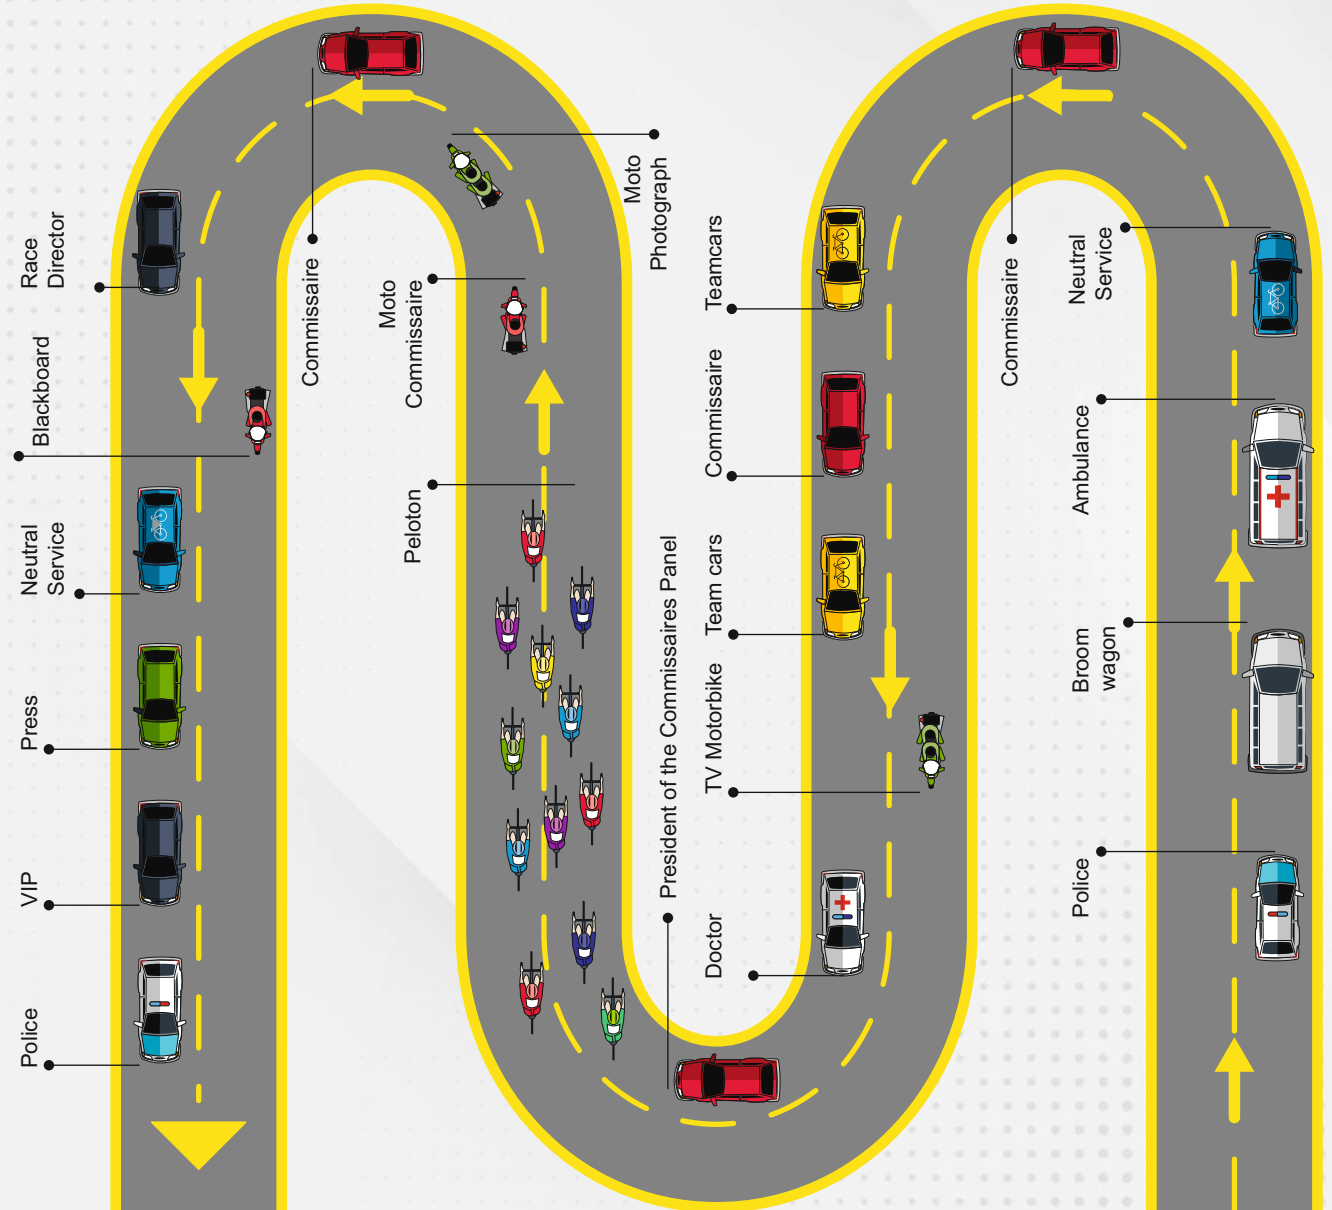 Police
VIP
Press
Neutral
Service
Blackboard
Race
Director
Commissaire
Moto
Photograph
Moto
Commissaire
Peloton
President of the Commissaires Panel
Doctor
TV Motorbike
Team cars
Commissaire
Teamcars
Commissaire
Neutral
Service
Ambulance
Broom
wagon
Police